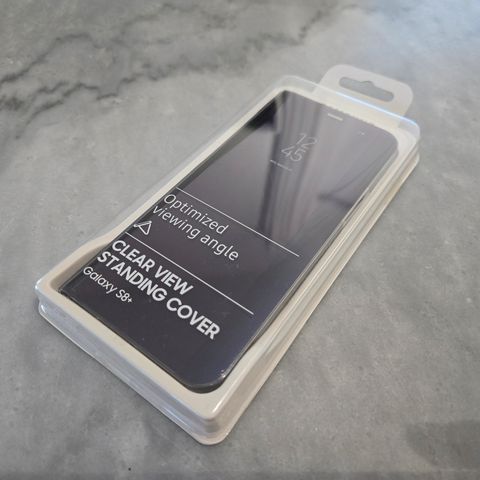 12
45
Optimized
viewing angle
CLEAR VIEW
STANDING COVER
Galaxy S8+